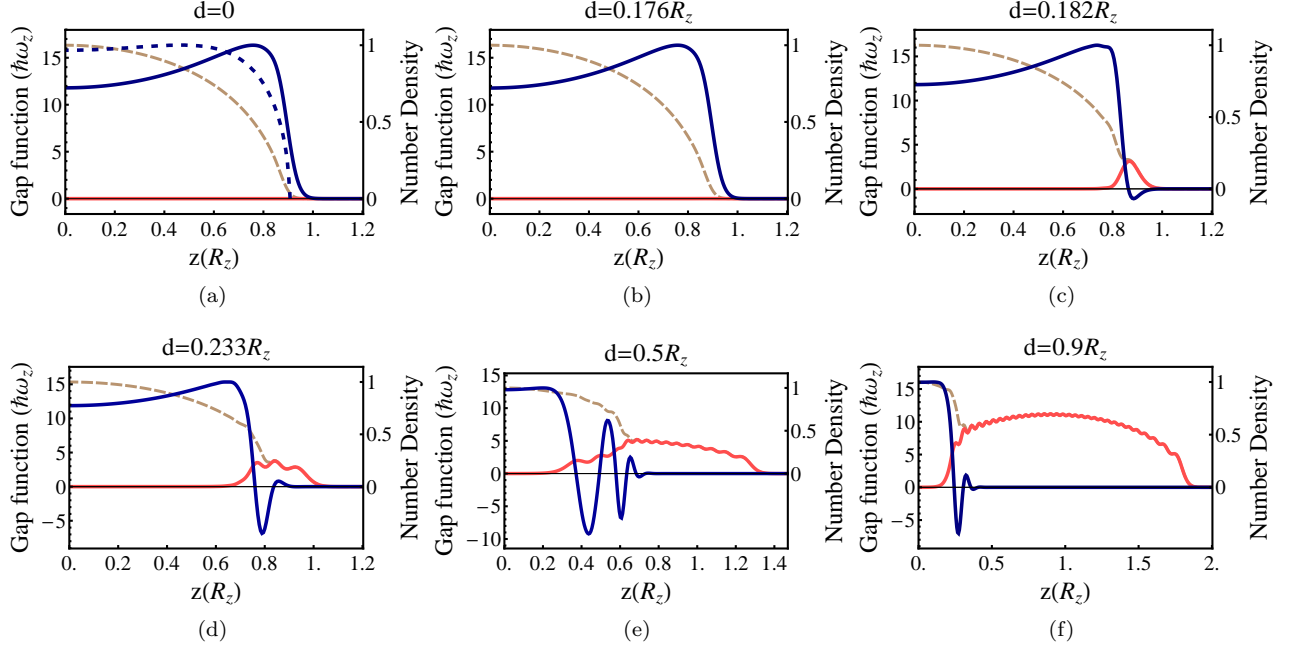 d=0
Gap function (ħω_z)
15
10
5
0
1
0.5
0
Number Density
0. 0.2 0.4 0.6 0.8 1. 1.2
z(R_z)
(a)
d=0.176R_z
Gap function (ħω_z)
15
10
5
0
1
0.5
0
Number Density
0. 0.2 0.4 0.6 0.8 1. 1.2
z(R_z)
(b)
d=0.182R_z
Gap function (ħω_z)
15
10
5
0
1
0.5
0
Number Density
0. 0.2 0.4 0.6 0.8 1. 1.2
z(R_z)
(c)
d=0.233R_z
Gap function (ħω_z)
15
10
5
0
−5
1
0.5
0
Number Density
0. 0.2 0.4 0.6 0.8 1. 1.2
z(R_z)
(d)
d=0.5R_z
Gap function (ħω_z)
15
10
5
0
−5
−10
1
0.5
0
Number Density
0. 0.2 0.4 0.6 0.8 1. 1.2 1.4
z(R_z)
(e)
d=0.9R_z
Gap function (ħω_z)
15
10
5
0
−5
1
0.5
0
Number Density
0. 0.5 1. 1.5 2.
z(R_z)
(f)